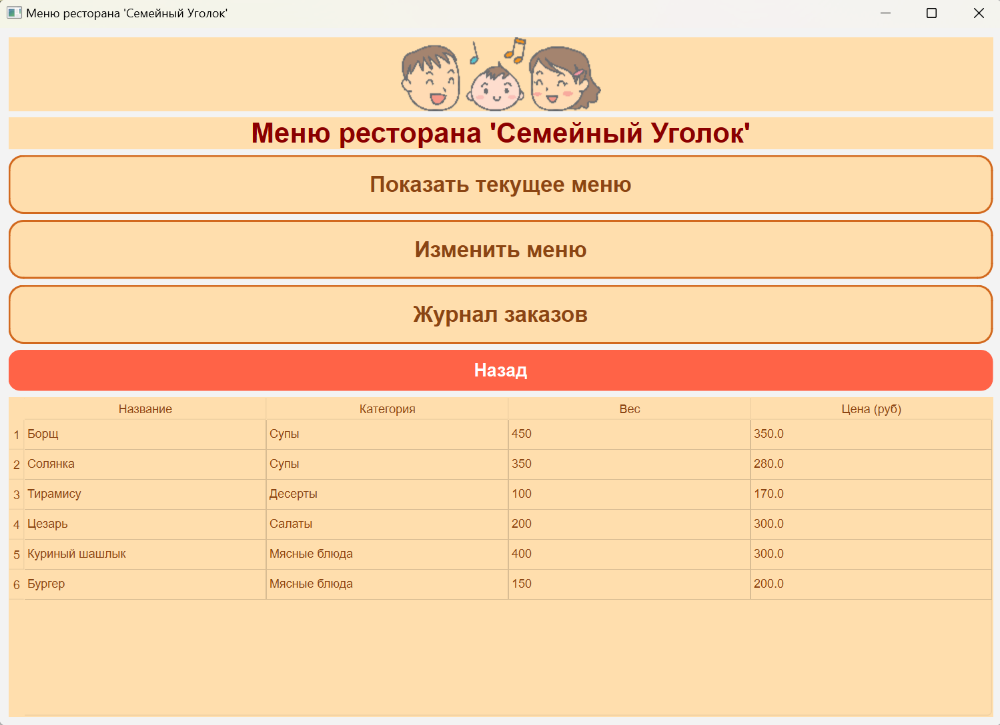 Меню ресторана 'Семейный Уголок'
Меню ресторана 'Семейный Уголок'
Показать текущее меню
Изменить меню
Журнал заказов
Назад
Название Категория Вес Цена (руб)
1 Борщ Супы 450 350.0
2 Солянка Супы 350 280.0
3 Тирамису Десерты 100 170.0
4 Цезарь Салаты 200 300.0
5 Куриный шашлык Мясные блюда 400 300.0
6 Бургер Мясные блюда 150 200.0